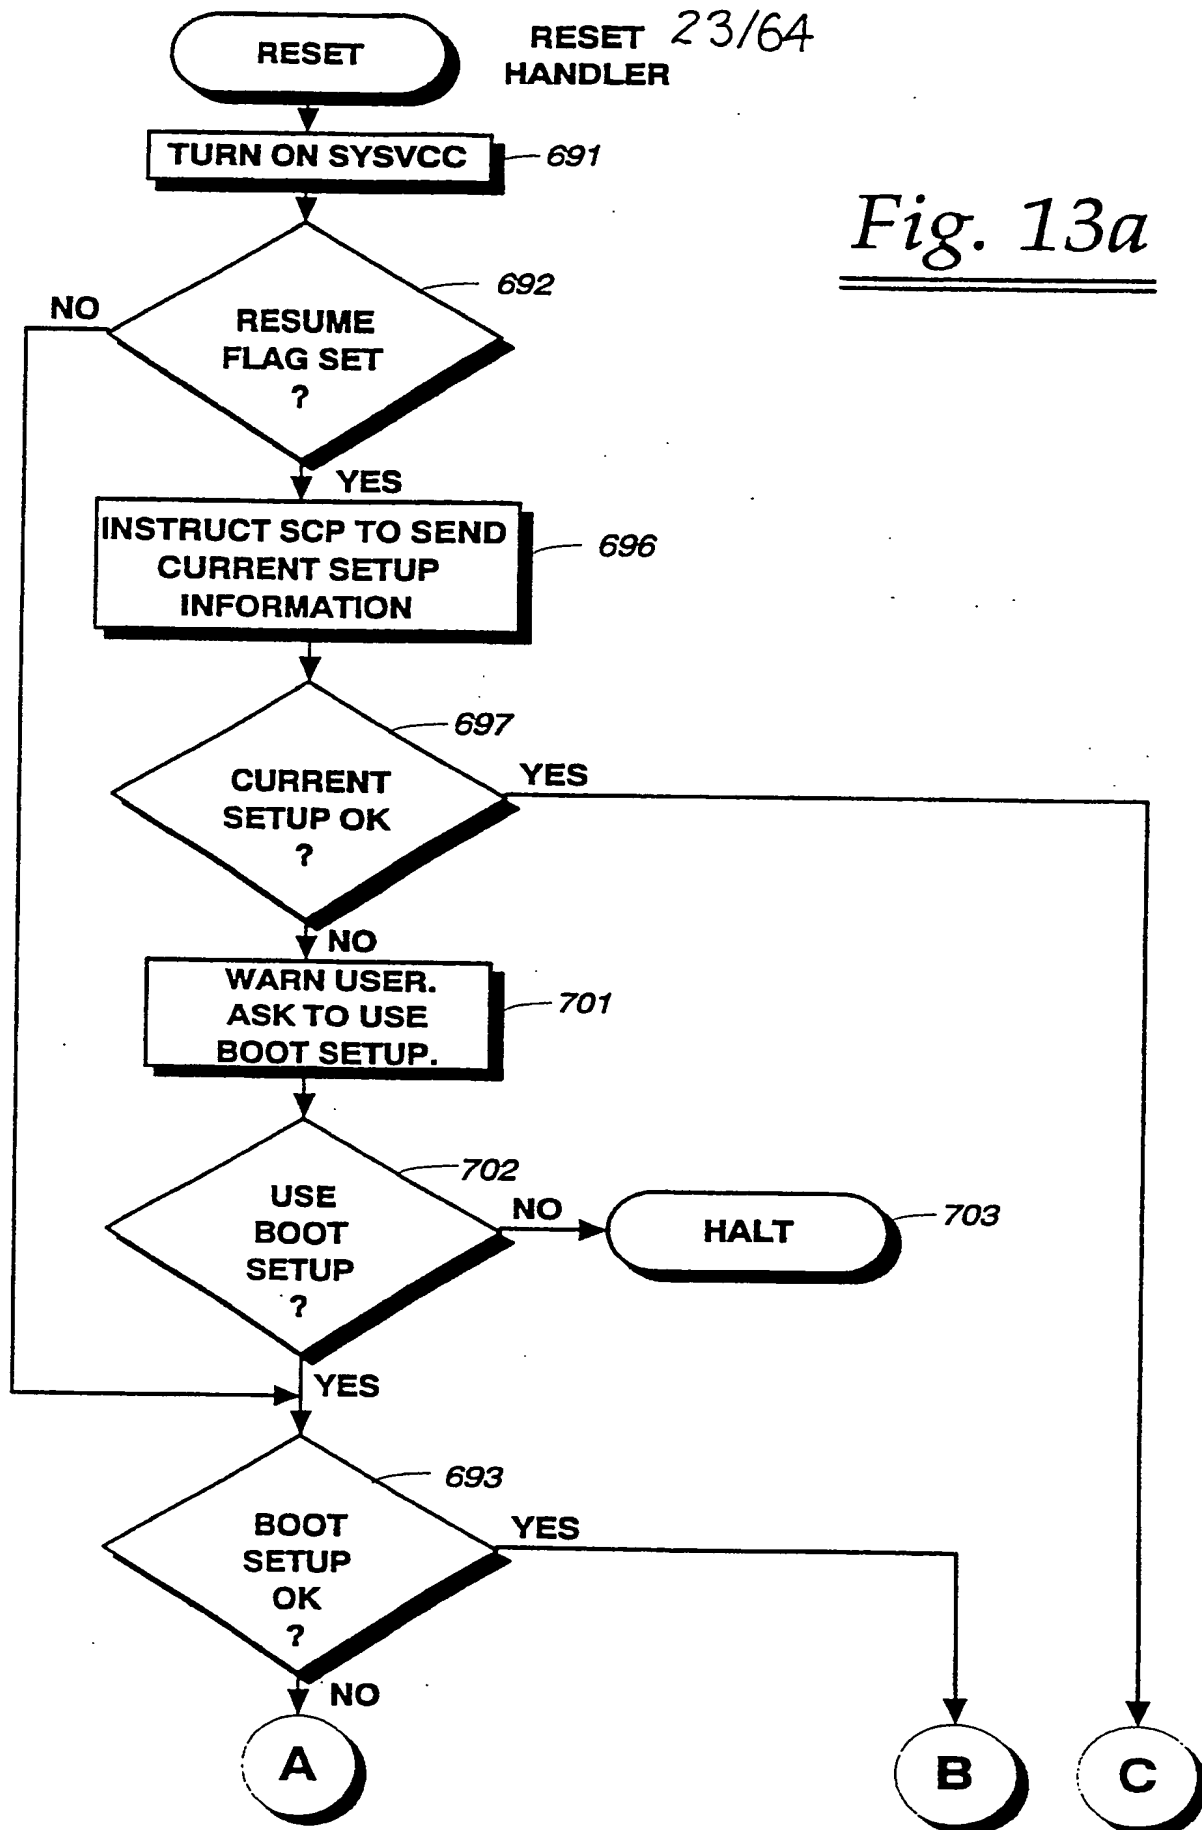 RESET
RESET 23/64
HANDLER
TURN ON SYSVCC
691
Fig. 13a
692
NO
RESUME
FLAG SET
?
YES
INSTRUCT SCP TO SEND
CURRENT SETUP
INFORMATION
696
697
CURRENT
SETUP OK
?
YES
NO
WARN USER.
ASK TO USE
BOOT SETUP.
701
702
USE
BOOT
SETUP
?
NO
HALT
703
YES
693
BOOT
SETUP
OK
?
YES
NO
A
B
C